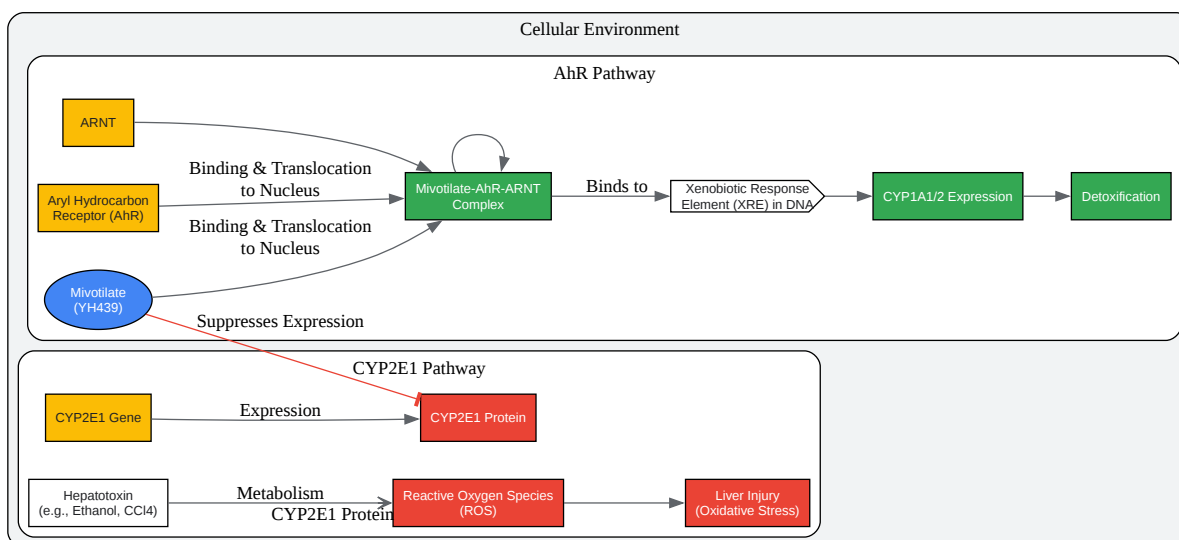 Cellular Environment
AhR Pathway
ARNT
Binding & Translocation
to Nucleus
Aryl Hydrocarbon
Receptor (AhR)
Mivotilate-AhR-ARNT
Complex
Binds to
Xenobiotic Response
Element (XRE) in DNA
CYP1A1/2 Expression
Detoxification
Binding & Translocation
to Nucleus
Mivotilate
(YH439)
Suppresses Expression
CYP2E1 Pathway
CYP2E1 Gene
Expression
CYP2E1 Protein
Hepatotoxin
(e.g., Ethanol, CCl4)
Metabolism
CYP2E1 Protein
Reactive Oxygen Species
(ROS)
Liver Injury
(Oxidative Stress)